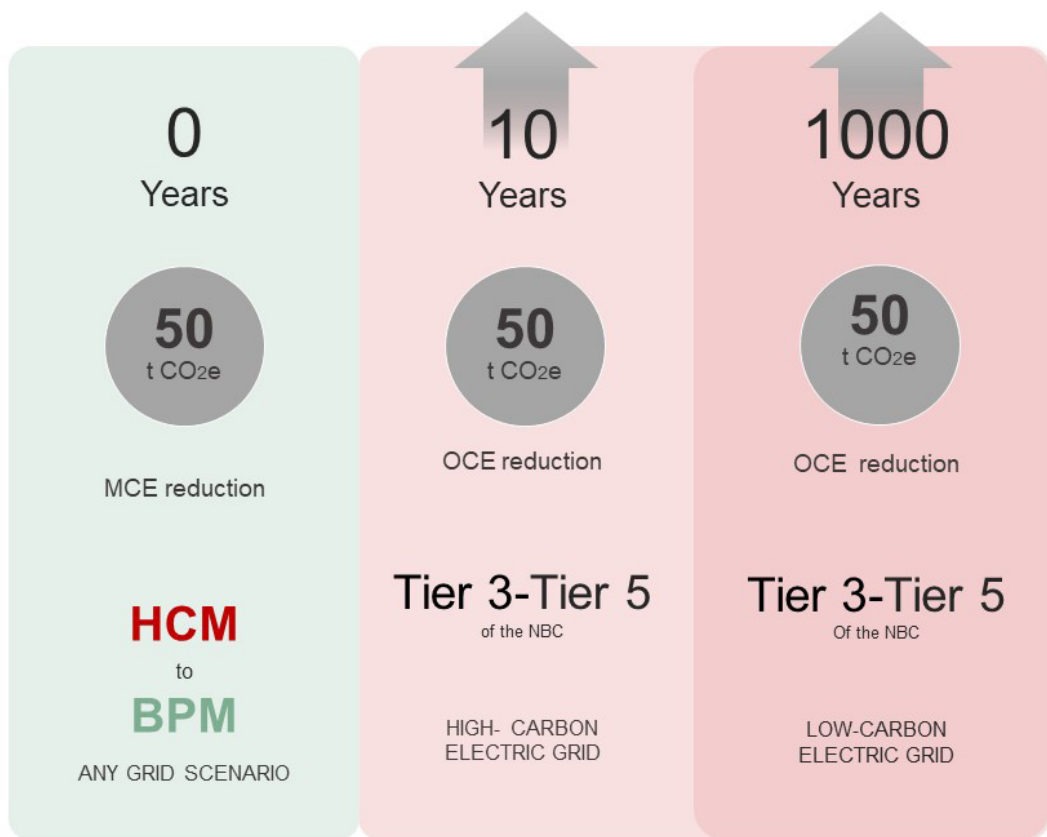 0
Years
50
t CO2e
MCE reduction
HCM
to
BPM
ANY GRID SCENARIO
10
Years
50
t CO2e
OCE reduction
Tier 3-Tier 5
of the NBC
HIGH- CARBON
ELECTRIC GRID
1000
Years
50
t CO2e
OCE reduction
Tier 3-Tier 5
Of the NBC
LOW-CARBON
ELECTRIC GRID